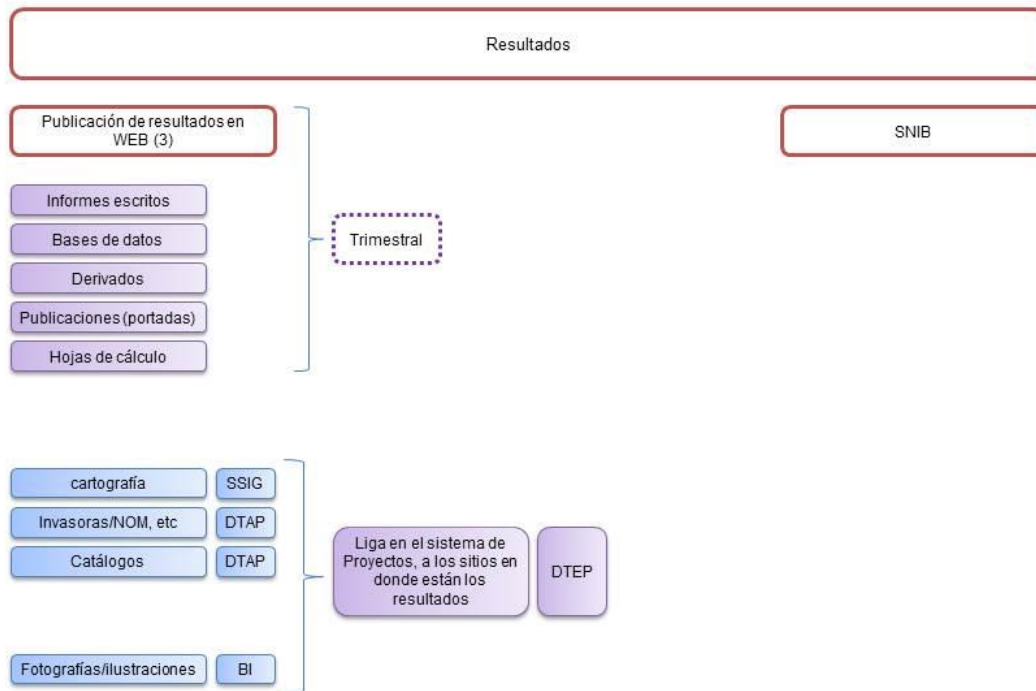 Resultados
Publicación de resultados en
WEB (3)
SNIB
Informes escritos
Bases de datos
Derivados
Publicaciones (portadas)
Hojas de cálculo
Trimestral
cartografía
SSIG
Invasoras/NOM, etc
DTAP
Catálogos
DTAP
Fotografías/ilustraciones
BI
Liga en el sistema de
Proyectos, a los sitios en
donde están los
resultados
DTEP